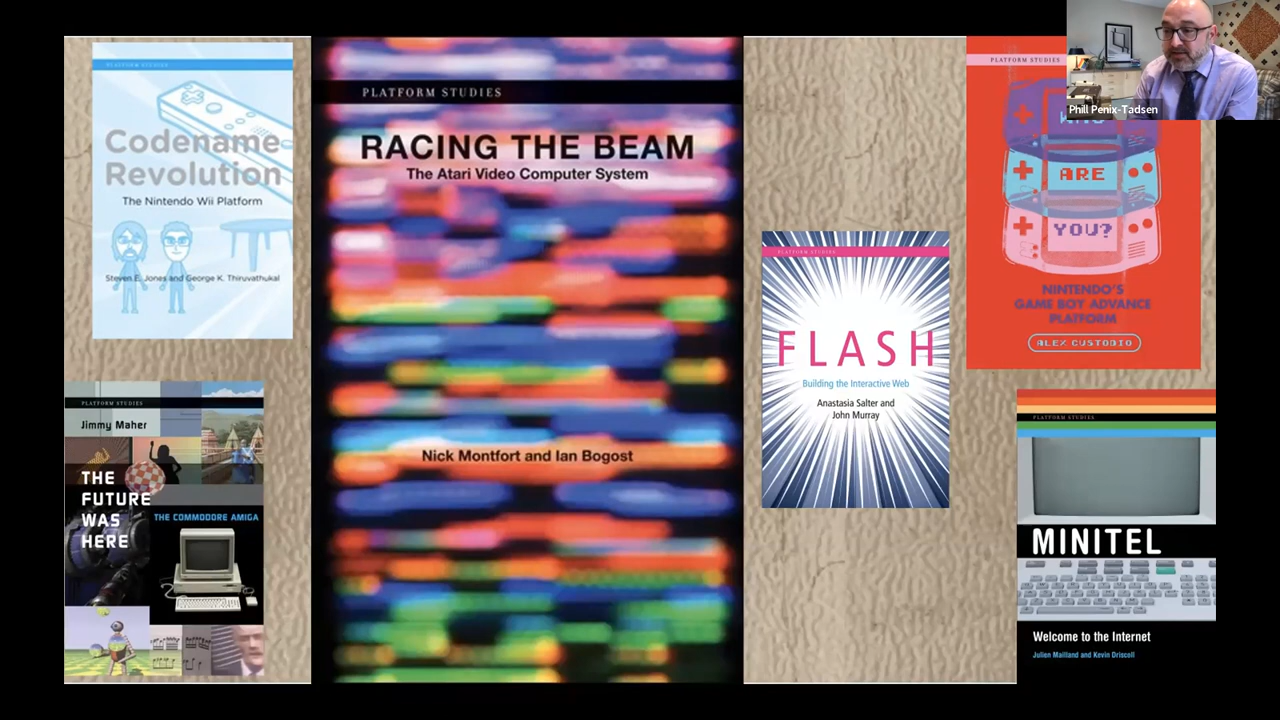 PLATFORM STUDIES
Codename
Revolution
The Nintendo Wii Platform
Steven E. Jones and George K. Thiruvathukal
PLATFORM STUDIES
Jimmy Maher
THE
FUTURE
WAS
HERE
THE COMMODORE AMIGA
PLATFORM STUDIES
RACING THE BEAM
The Atari Video Computer System
Nick Montfort and Ian Bogost
PLATFORM STUDIES
FLASH
Building the Interactive Web
Anastasia Salter and
John Murray
Phill Penix-Tadsen
PLATFORM STUDIES
ARE
YOU?
NINTENDO'S
GAME BOY ADVANCE
PLATFORM
ALEX CUSTODIO
PLATFORM STUDIES
MINITEL
Welcome to the Internet
Julien Mailland and Kevin Driscoll